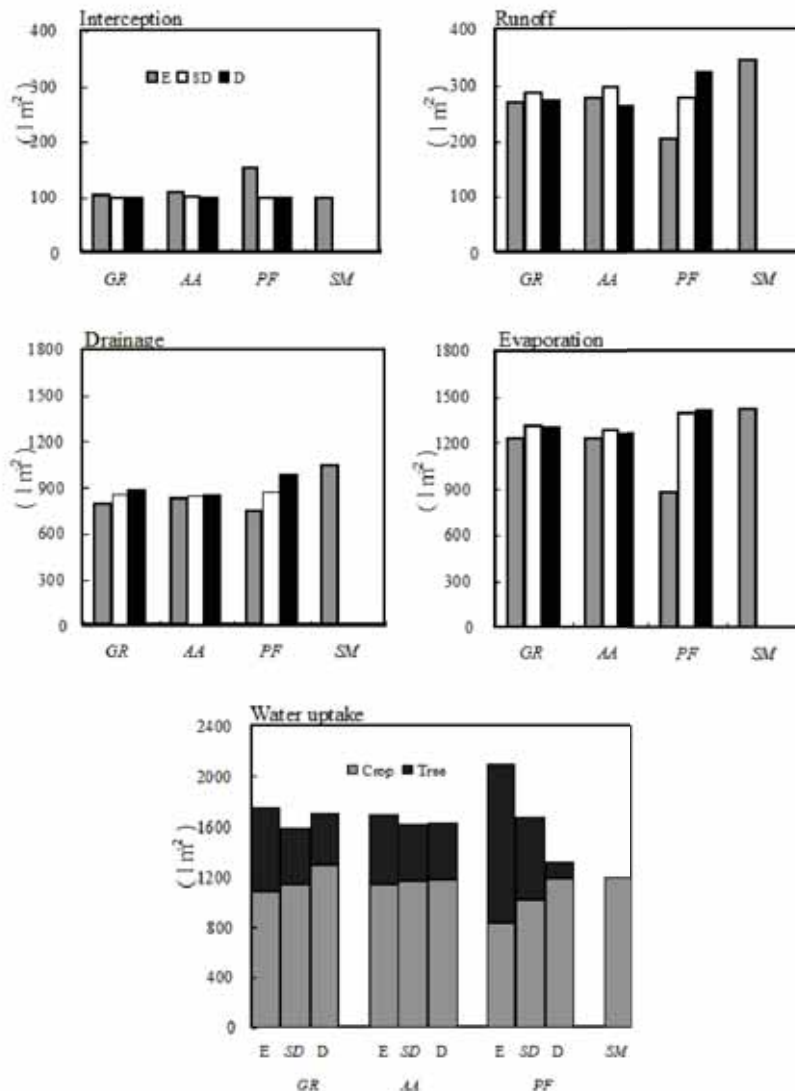 Interception
400
300
200
100
0
( l m2)
E SD D
GR AA PF SM
Runoff
400
300
200
100
0
( l m2)
GR AA PF SM
Drainage
1800
1500
1200
900
600
300
0
( l m2)
GR AA PF SM
Evaporation
1800
1500
1200
900
600
300
0
( l m2)
GR AA PF SM
Water uptake
2400
2000
1600
1200
800
400
0
( l m2)
Crop Tree
E SD D E SD D E SD D SM
GR AA PF